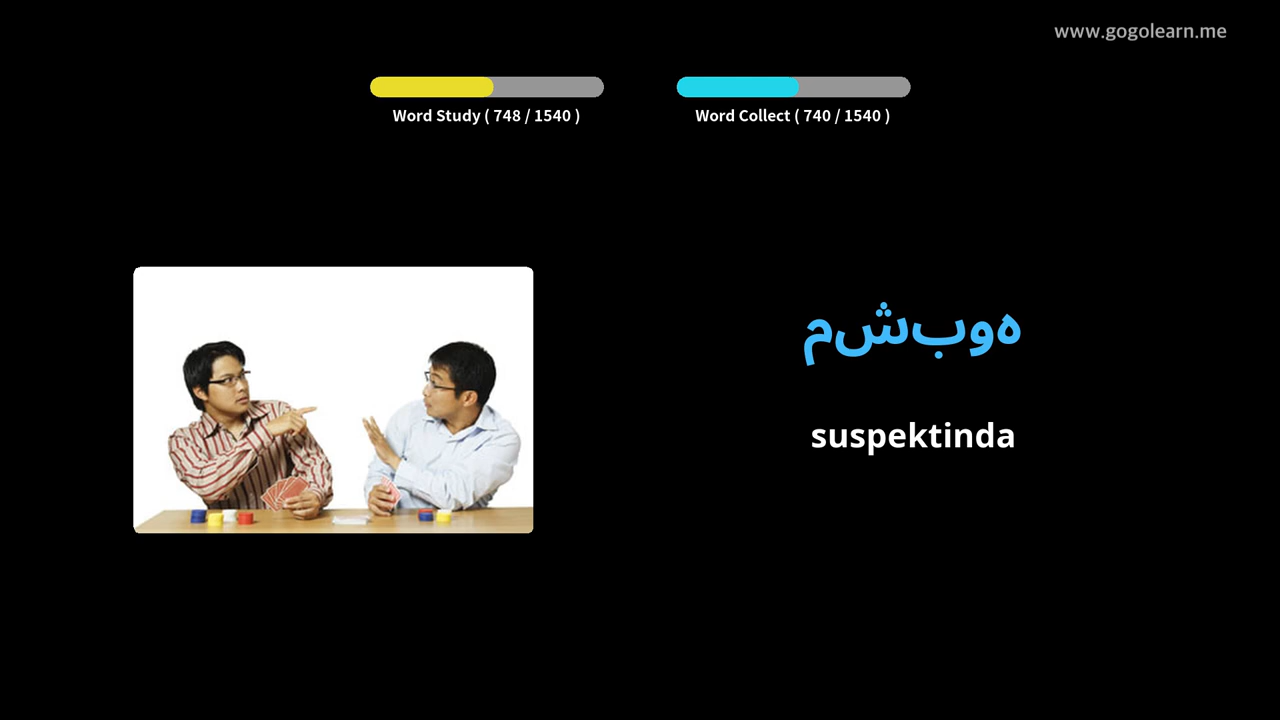 www.gogolearn.me
Word Study ( 748 / 1540 )
Word Collect ( 740 / 1540 )
مشبوه
suspektinda